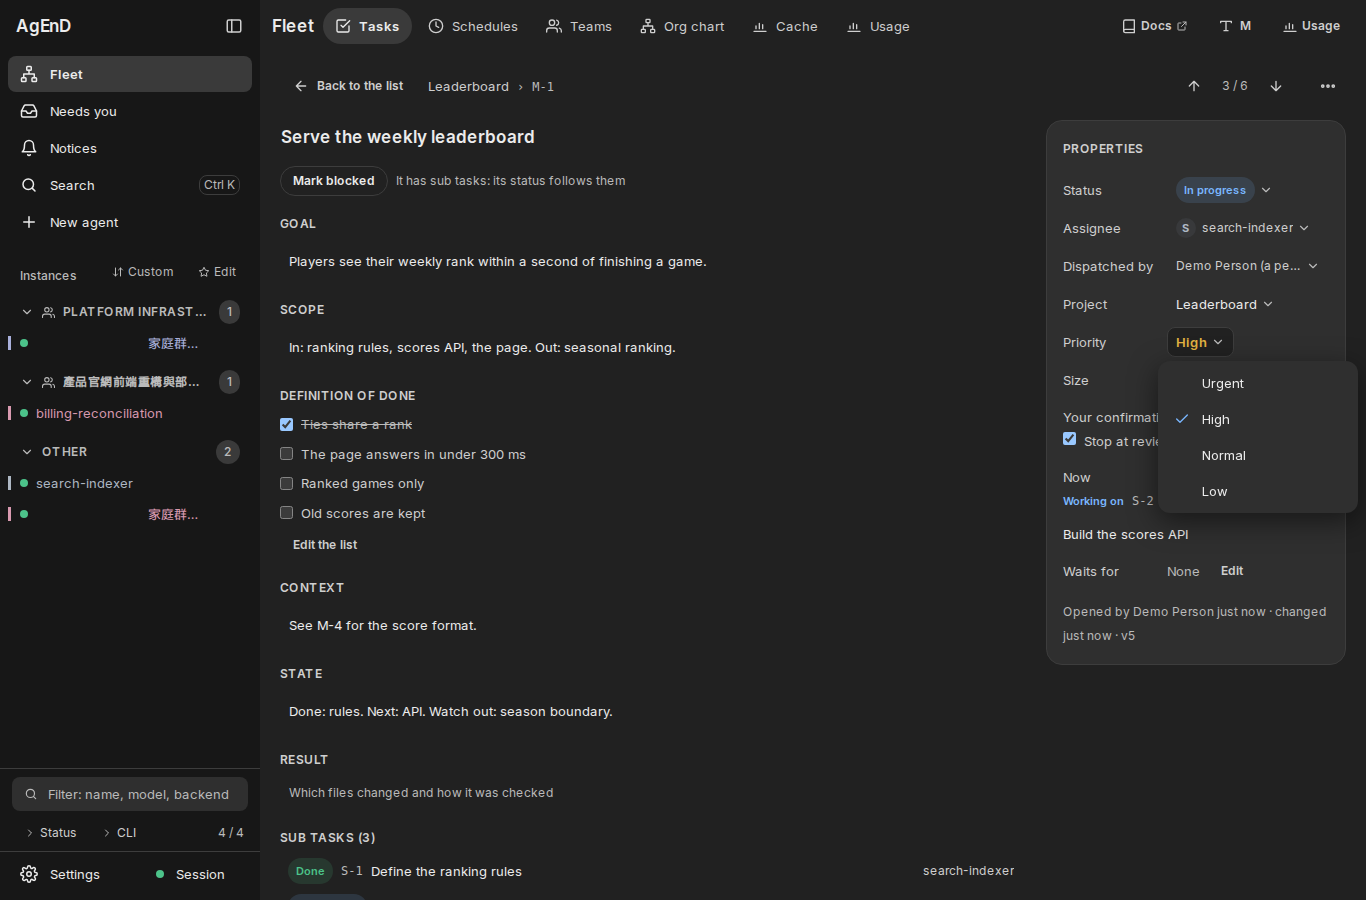 AgEnD
Fleet
Needs you
Notices
Search
Ctrl K
New agent
Instances
Custom
Edit
PLATFORM INFRAST...
1
家庭群...
產品官網前端重構與部...
1
billing-reconciliation
OTHER
2
search-indexer
家庭群...
Filter: name, model, backend
Status
CLI
4 / 4
Settings
Session
Fleet
Tasks
Schedules
Teams
Org chart
Cache
Usage
Docs
M
Usage
Back to the list
Leaderboard › M-1
3 / 6
Serve the weekly leaderboard
Mark blocked
It has sub tasks: its status follows them
GOAL
Players see their weekly rank within a second of finishing a game.
SCOPE
In: ranking rules, scores API, the page. Out: seasonal ranking.
DEFINITION OF DONE
Ties share a rank
The page answers in under 300 ms
Ranked games only
Old scores are kept
Edit the list
CONTEXT
See M-4 for the score format.
STATE
Done: rules. Next: API. Watch out: season boundary.
RESULT
Which files changed and how it was checked
SUB TASKS (3)
Done S-1 Define the ranking rules search-indexer
PROPERTIES
Status In progress
Assignee S search-indexer
Dispatched by Demo Person (a pe...
Project Leaderboard
Priority High
Size
Urgent
High
Normal
Low
Your confirmati
Stop at revie
Now
Working on S-2
Build the scores API
Waits for None Edit
Opened by Demo Person just now · changed
just now · v5